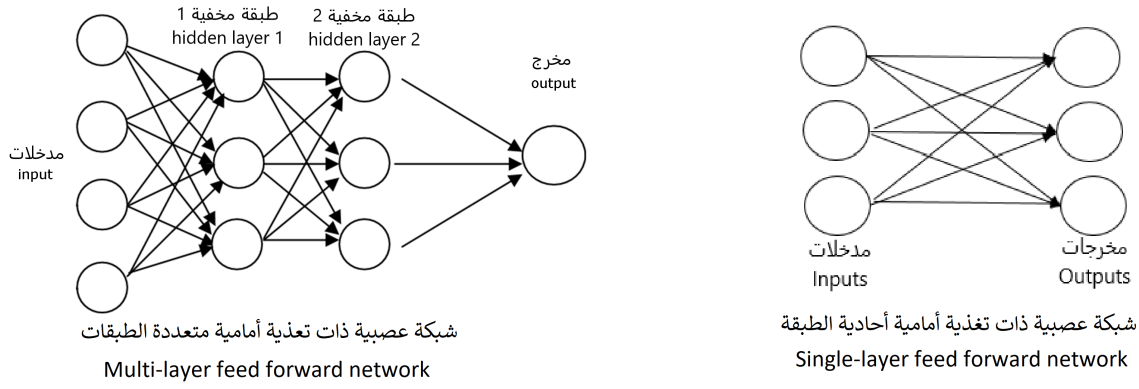 طبقة مخفية 1
hidden layer 1
طبقة مخفية 2
hidden layer 2
مخرج
output
مدخلات
input
شبكة عصبية ذات تعذية أمامية متعددة الطبقات
Multi-layer feed forward network
مدخلات
Inputs
مخرجات
Outputs
شبكة عصبية ذات تغذية أمامية أحادية الطبقة
Single-layer feed forward network